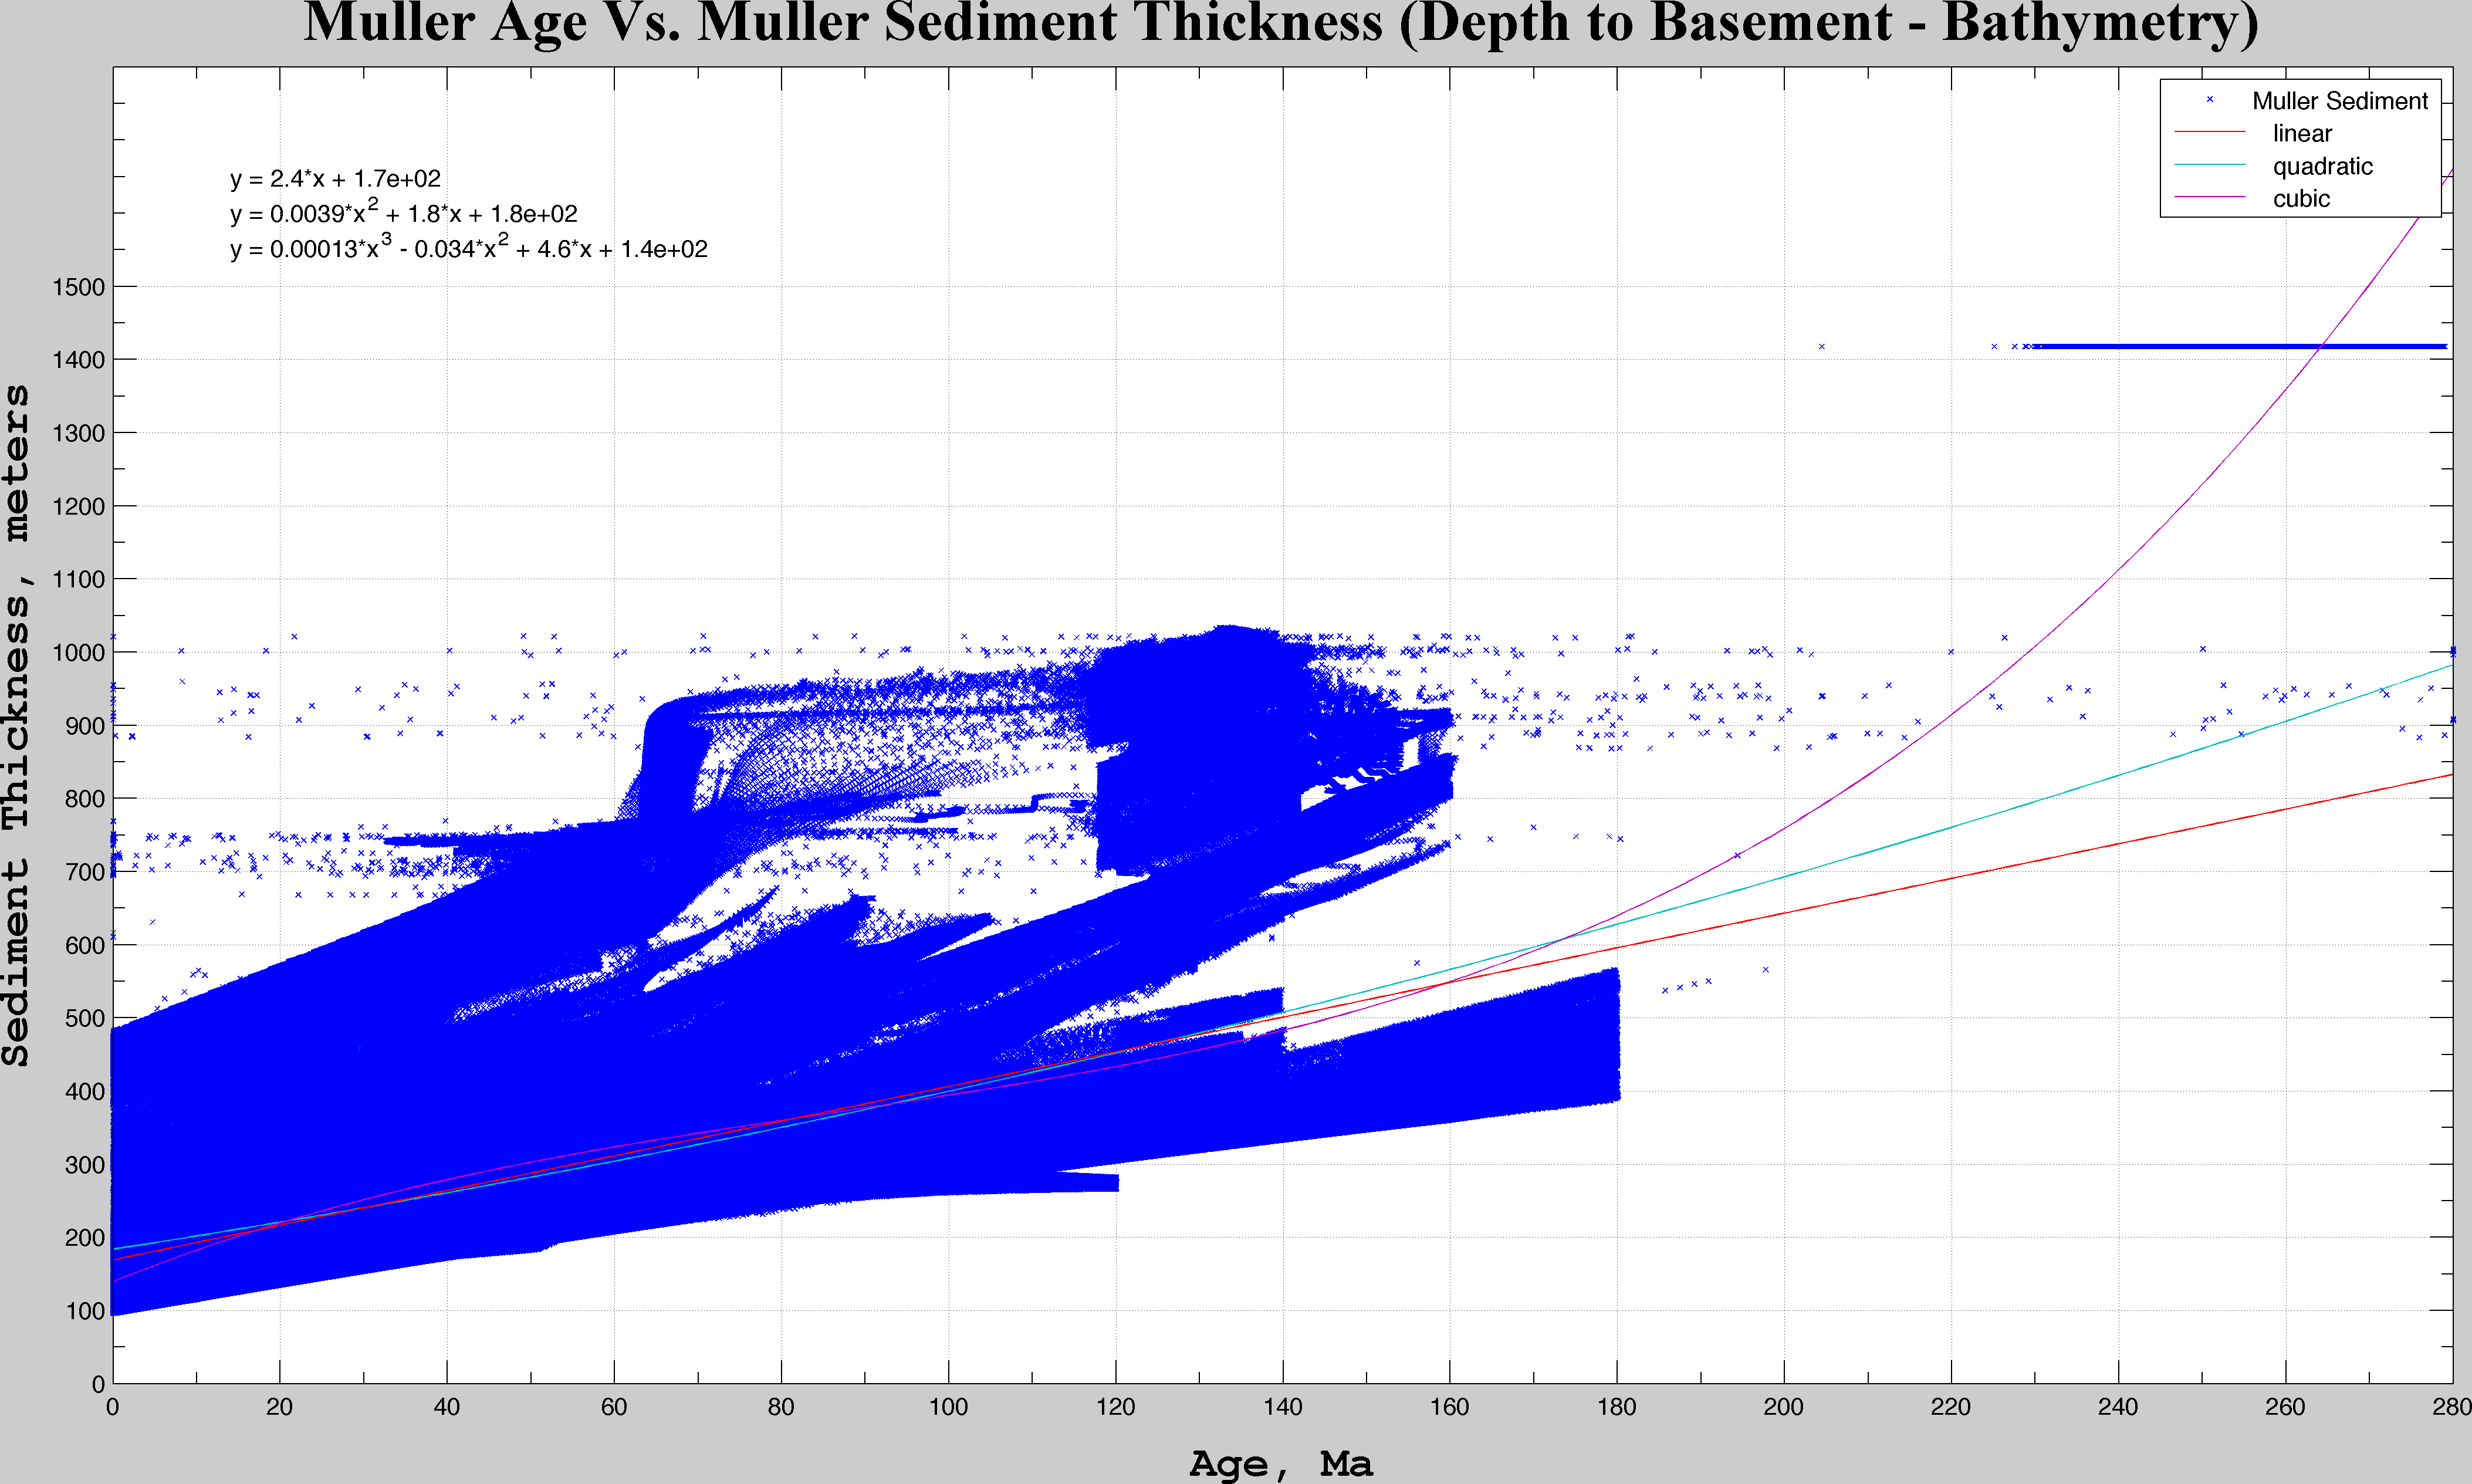 Muller Age Vs. Muller Sediment Thickness (Depth to Basement - Bathymetry)
Muller Sediment
linear
quadratic
cubic
y = 2.4*x + 1.7e+02
y = 0.0039*x^2 + 1.8*x + 1.8e+02
y = 0.00013*x^3 - 0.034*x^2 + 4.6*x + 1.4e+02
Sediment Thickness, meters
1500
1400
1300
1200
1100
1000
900
800
700
600
500
400
300
200
100
0
0 20 40 60 80 100 120 140 160 180 200 220 240 260 280
Age, Ma